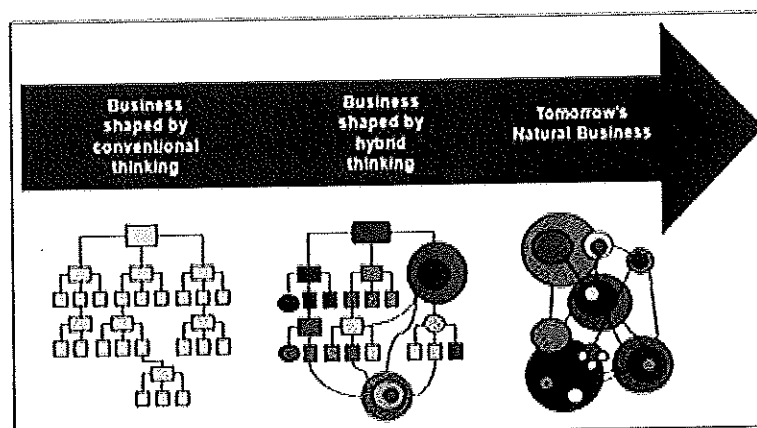 Business
shaped by
conventional
thinking
Business
shaped by
hybrid
thinking
Tomorrow's
Natural Business